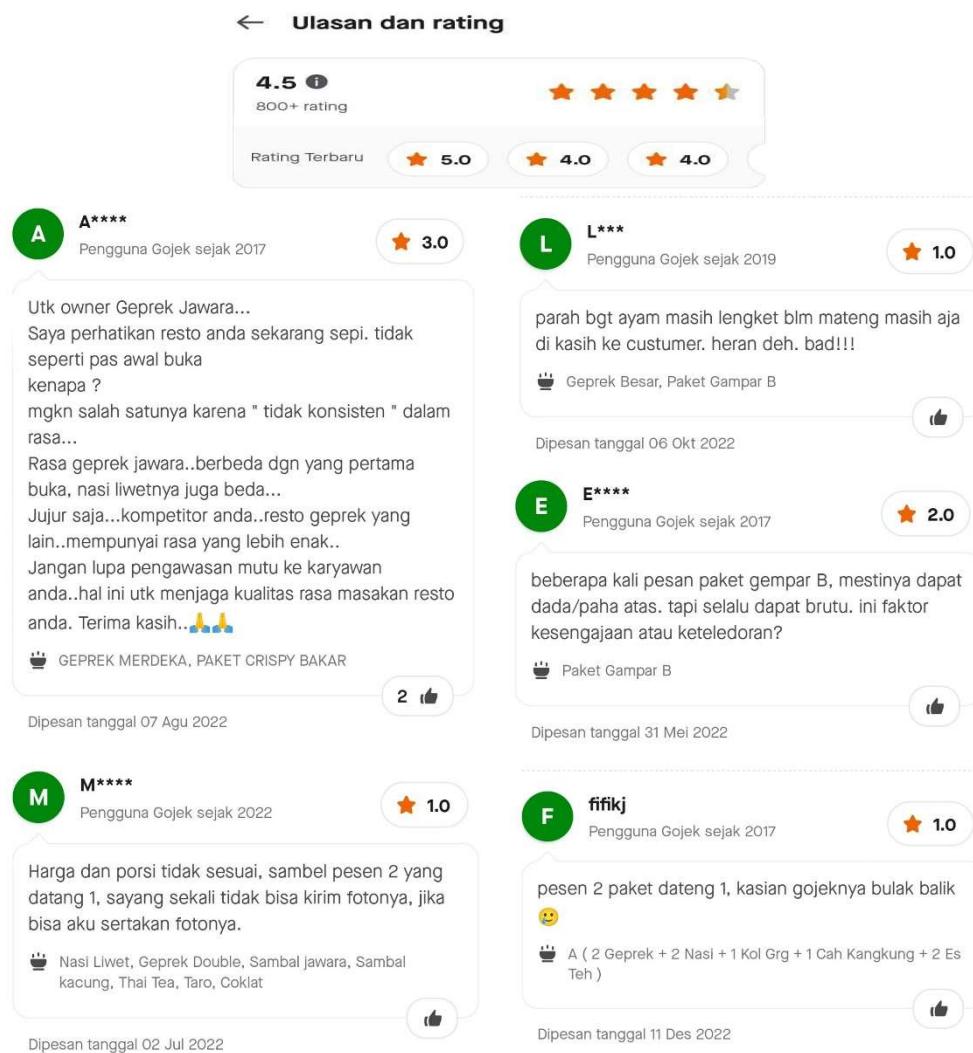 Ulasan dan rating
4.5
800+ rating
Rating Terbaru
5.0
4.0
4.0
A
A****
Pengguna Gojek sejak 2017
3.0
Utk owner Geprek Jawara...
Saya perhatikan resto anda sekarang sepi. tidak
seperti pas awal buka
kenapa ?
mgkn salah satunya karena " tidak konsisten " dalam
rasa...
Rasa geprek jawara..berbeda dgn yang pertama
buka, nasi liwetnya juga beda...
Jujur saja...kompetitor anda..resto geprek yang
lain..mempunyai rasa yang lebih enak..
Jangan lupa pengawasan mutu ke karyawan
anda..hal ini utk menjaga kualitas rasa masakan resto
anda. Terima kasih..🙏🙏
GEPREK MERDEKA, PAKET CRISPY BAKAR
2
Dipesan tanggal 07 Agu 2022
M
M****
Pengguna Gojek sejak 2022
1.0
Harga dan porsi tidak sesuai, sambel pesen 2 yang
datang 1, sayang sekali tidak bisa kirim fotonya, jika
bisa aku sertakan fotonya.
Nasi Liwet, Geprek Double, Sambal jawara, Sambal
kacung, Thai Tea, Taro, Coklat
Dipesan tanggal 02 Jul 2022
L
L***
Pengguna Gojek sejak 2019
1.0
parah bgt ayam masih lengket blm mateng masih aja
di kasih ke custumer. heran deh. bad!!!
Geprek Besar, Paket Gampar B
Dipesan tanggal 06 Okt 2022
E
E****
Pengguna Gojek sejak 2017
2.0
beberapa kali pesan paket gempar B, mestinya dapat
dada/paha atas. tapi selalu dapat brutu. ini faktor
kesengajaan atau keteledoran?
Paket Gampar B
Dipesan tanggal 31 Mei 2022
F
fifikj
Pengguna Gojek sejak 2017
1.0
pesen 2 paket dateng 1, kasian gojeknya bulak balik
🥲
A ( 2 Geprek + 2 Nasi + 1 Kol Grg + 1 Cah Kangkung + 2 Es
Teh )
Dipesan tanggal 11 Des 2022